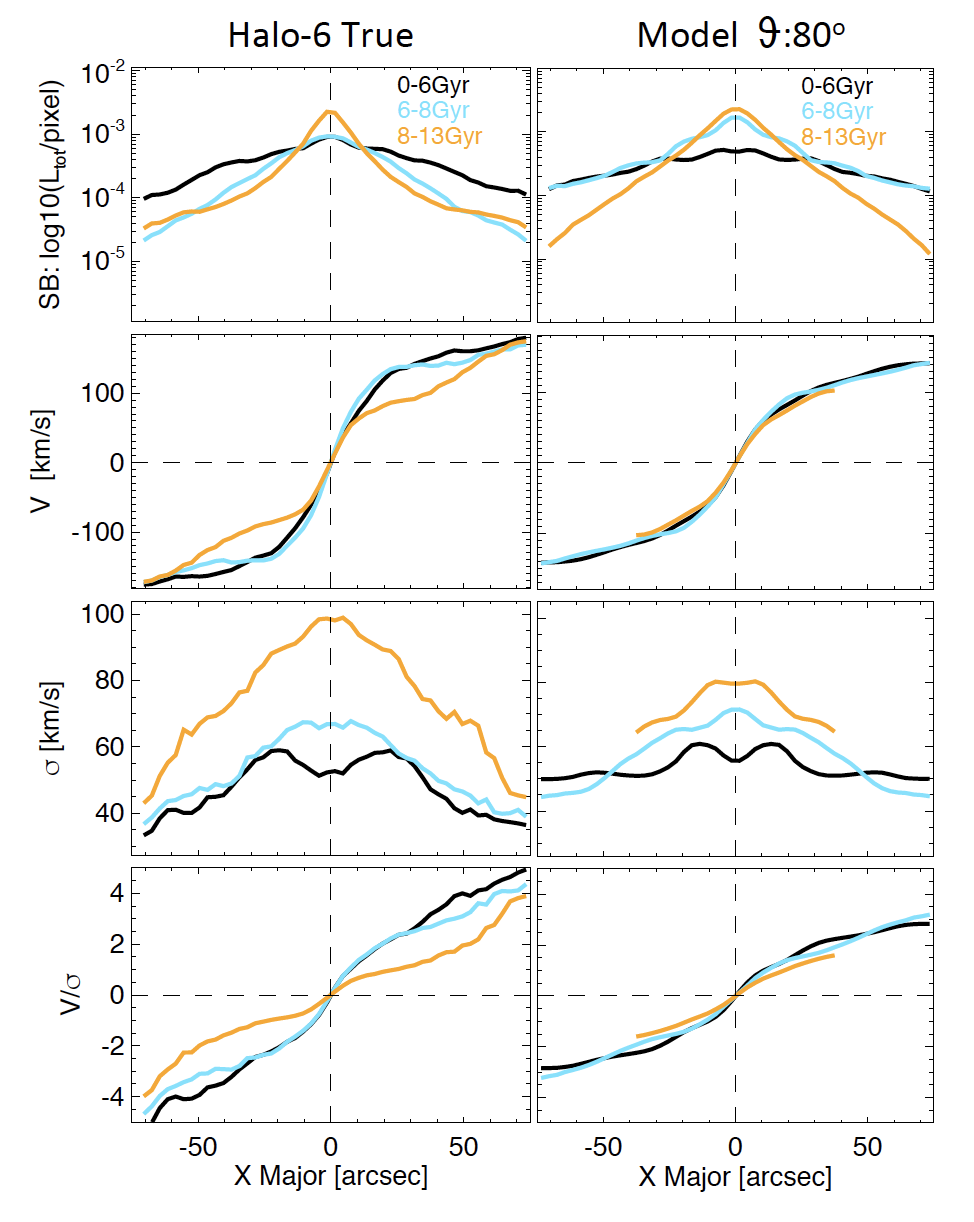 Halo-6 True
Model ϑ:80°
10⁻²
10⁻³
10⁻⁴
10⁻⁵
SB: log10(Lₜₒₜ/pixel)
0-6Gyr
6-8Gyr
8-13Gyr
0-6Gyr
6-8Gyr
8-13Gyr
100
0
-100
V [km/s]
100
80
60
40
σ [km/s]
4
2
0
-2
-4
V/σ
-50 0 50
-50 0 50
X Major [arcsec]
X Major [arcsec]